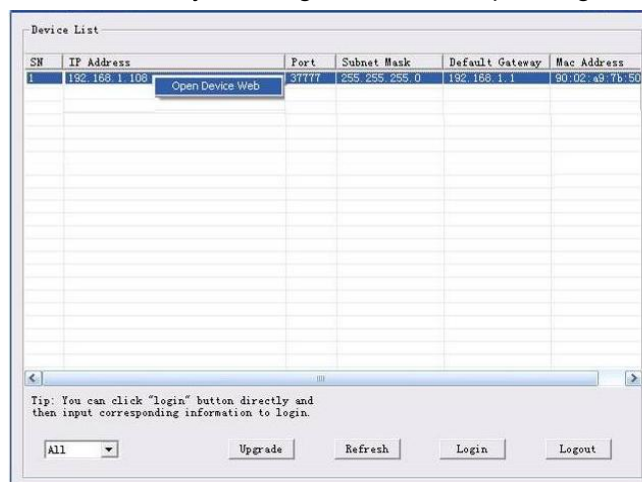 Device List
SN IP Address Port Subnet Mask Default Gateway Mac Address
1 192.168.1.108 37777 255.255.255.0 192.168.1.1 90:02:a9:7b:50
Open Device Web
Tip: You can click "login" button directly and
then input corresponding information to login.
All Upgrade Refresh Login Logout